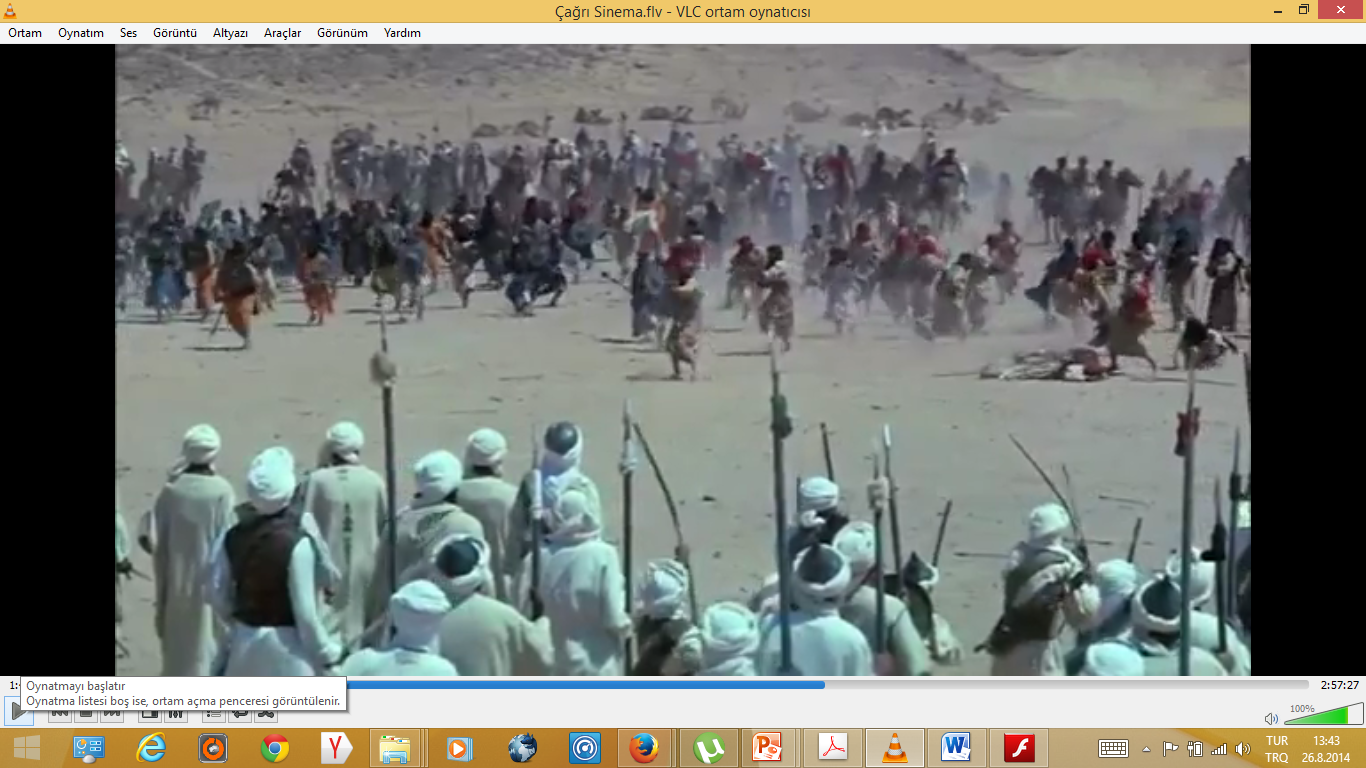 Çağrı Sinema.flv - VLC ortam oynatıcısı
Ortam Oynatım Ses Görüntü Altyazı Araçlar Görünüm Yardım
2:57:27
Oynatmayı başlatır
Oynatma listesi boş ise, ortam açma penceresi görüntülenir.
100%
TUR 13:43
TRQ 26.8.2014